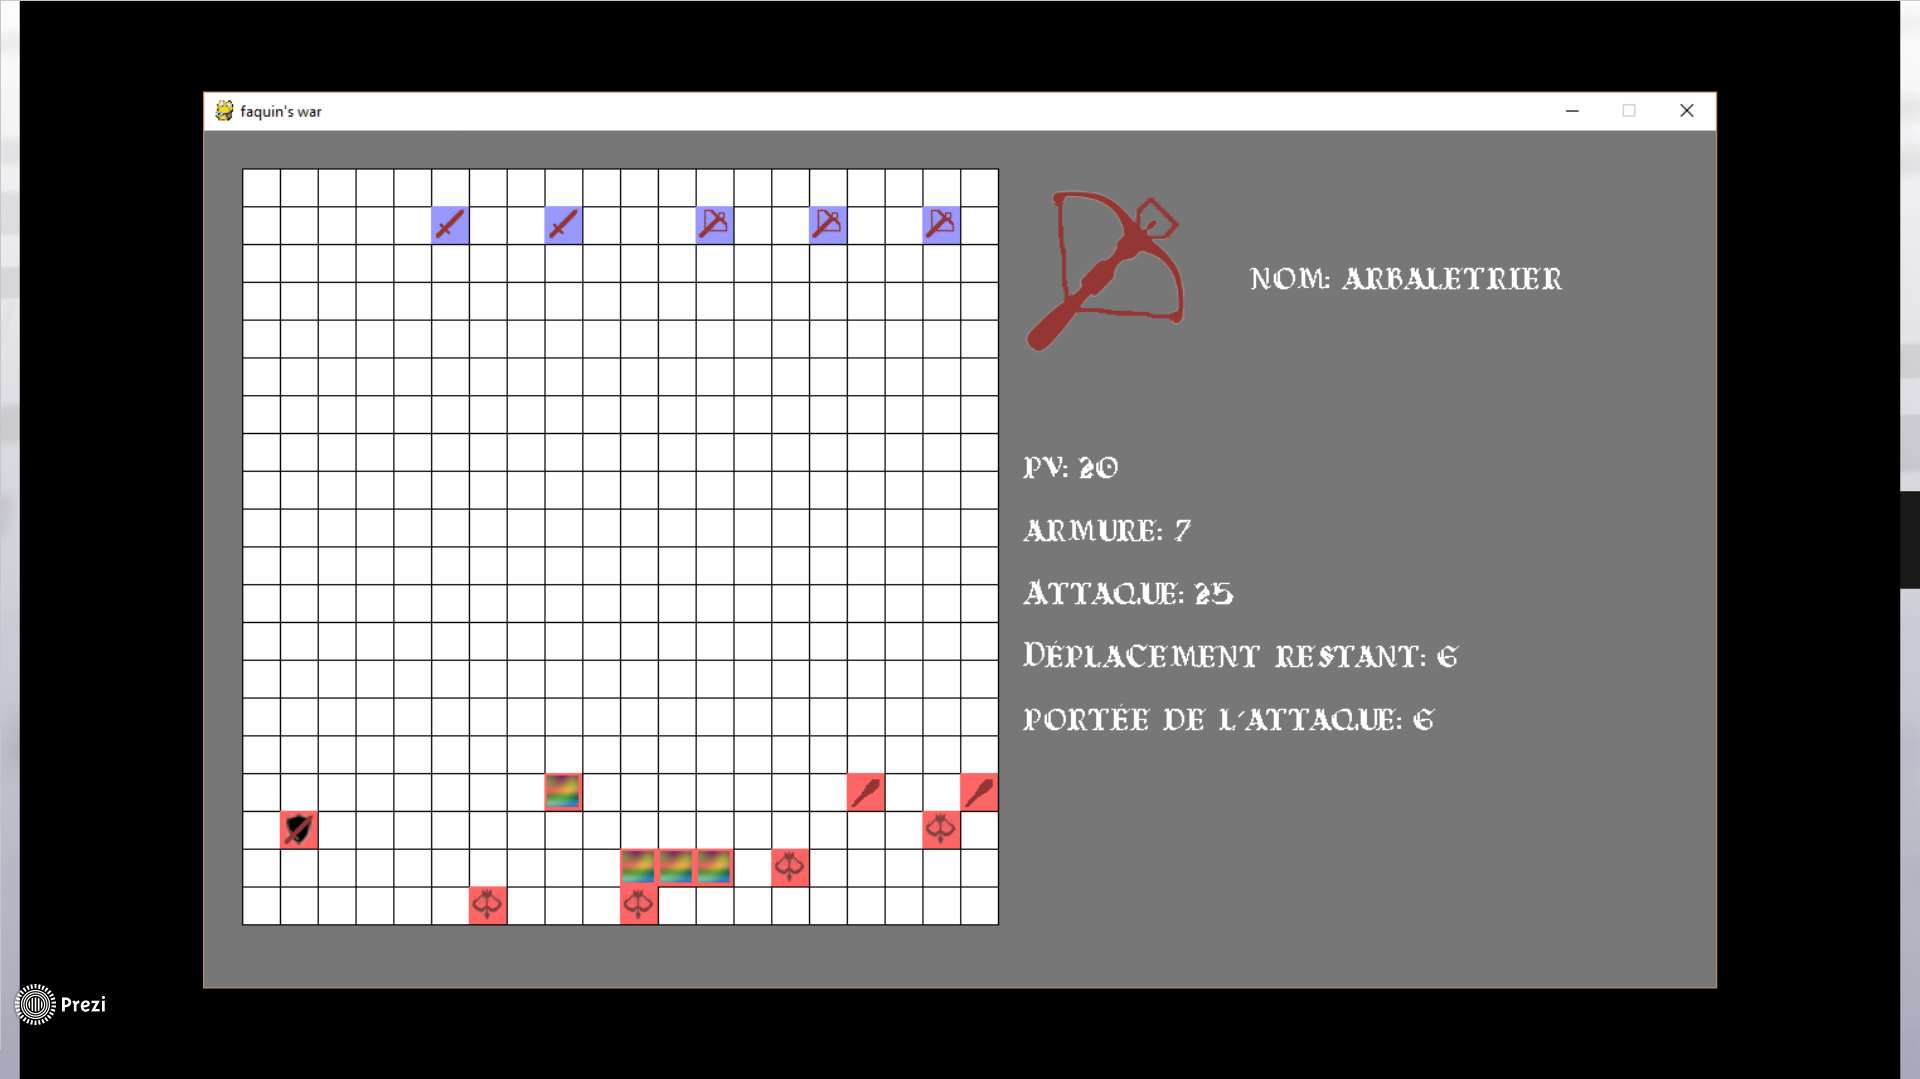 faquin's war
NOM: ARBALETRIER
PV: 20
ARMURE: 7
ATTAQUE: 25
DÉPLACEMENT RESTANT: 6
PORTÉE DE L'ATTAQUE: 6
Prezi